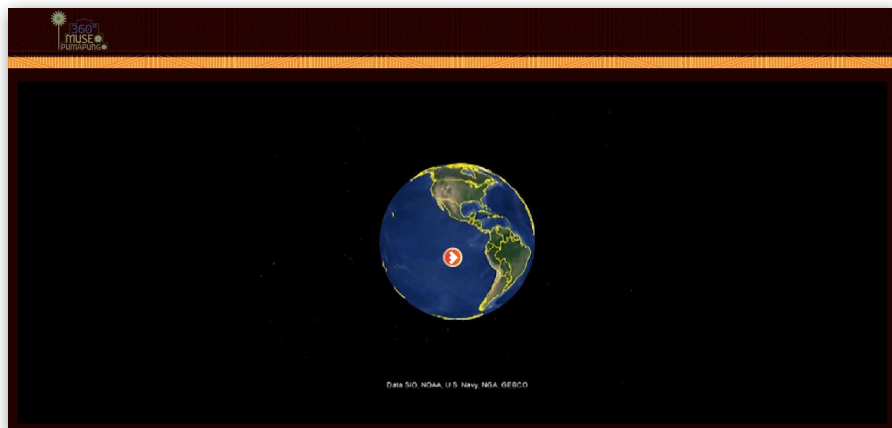 360°
MUSEO
PUMAPUNGO
Data SIO, NOAA, U.S. Navy, NGA, GEBCO